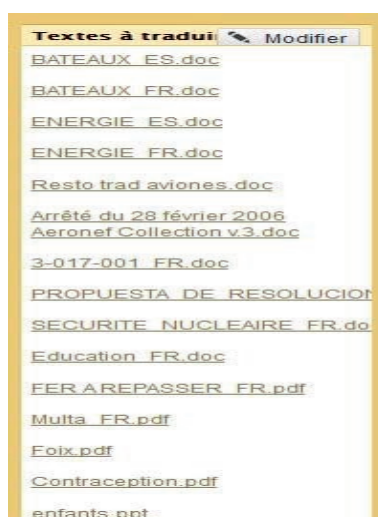 Textes à tradui
Modifier
BATEAUX_ES.doc
BATEAUX_FR.doc
ENERGIE_ES.doc
ENERGIE_FR.doc
Resto trad aviones.doc
Arrêté du 28 février 2006
Aeronef Collection v.3.doc
3-017-001_FR.doc
PROPUESTA_DE_RESOLUCION
SECURITE_NUCLEAIRE_FR.do
Education_FR.doc
FER A REPASSER_FR.pdf
Multa_FR.pdf
Foix.pdf
Contraception.pdf
enfants.ppt